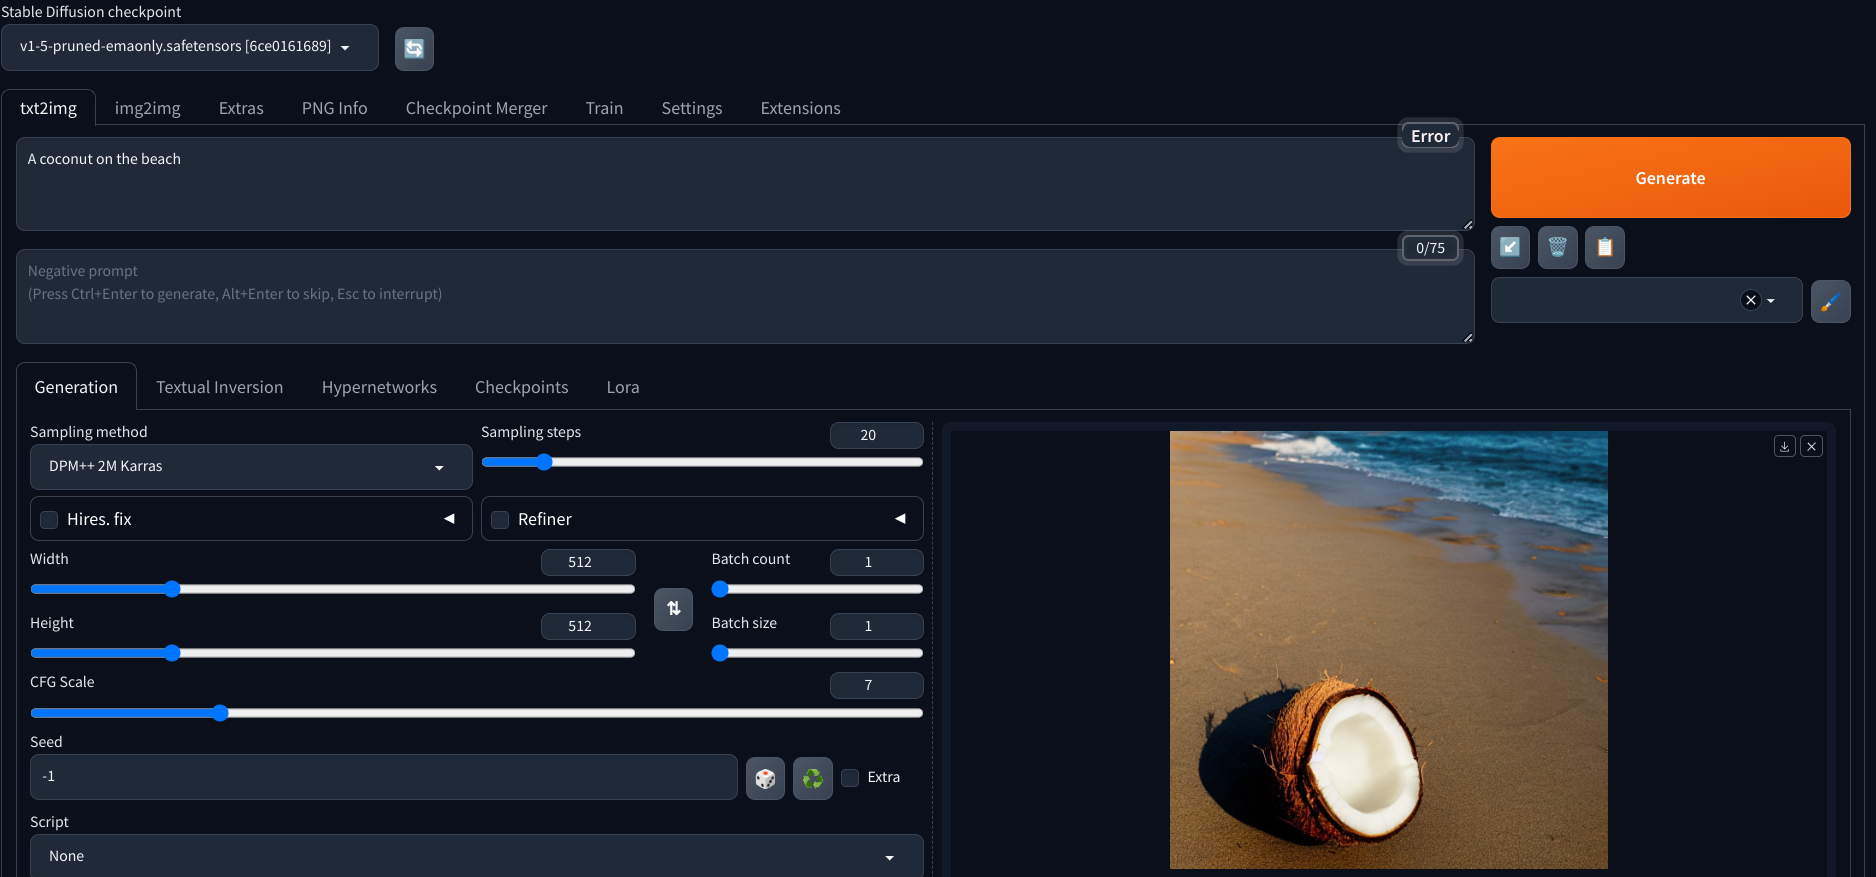 Stable Diffusion checkpoint
v1-5-pruned-emaonly.safetensors [6ce0161689]
txt2img img2img Extras PNG Info Checkpoint Merger Train Settings Extensions
Error
A coconut on the beach
Generate
0/75
Negative prompt
(Press Ctrl+Enter to generate, Alt+Enter to skip, Esc to interrupt)
Generation Textual Inversion Hypernetworks Checkpoints Lora
Sampling method
DPM++ 2M Karras
Sampling steps
20
Hires. fix
Refiner
Width
512
Batch count
1
Height
512
Batch size
1
CFG Scale
7
Seed
-1
Extra
Script
None